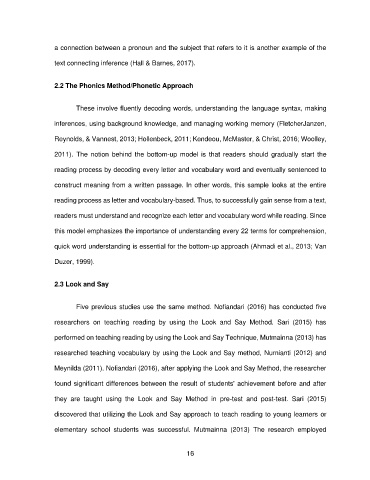 a connection between a pronoun and the subject that refers to it is another example of the
text connecting inference (Hall & Barnes, 2017).
2.2 The Phonics Method/Phonetic Approach
These involve fluently decoding words, understanding the language syntax, making
inferences, using background knowledge, and managing working memory (FletcherJanzen,
Reynolds, & Vannest, 2013; Hollenbeck, 2011; Kendeou, McMaster, & Christ, 2016; Woolley,
2011). The notion behind the bottom-up model is that readers should gradually start the
reading process by decoding every letter and vocabulary word and eventually sentenced to
construct meaning from a written passage. In other words, this sample looks at the entire
reading process as letter and vocabulary-based. Thus, to successfully gain sense from a text,
readers must understand and recognize each letter and vocabulary word while reading. Since
this model emphasizes the importance of understanding every 22 terms for comprehension,
quick word understanding is essential for the bottom-up approach (Ahmadi et al., 2013; Van
Duzer, 1999).
2.3 Look and Say
Five previous studies use the same method. Nofiandari (2016) has conducted five
researchers on teaching reading by using the Look and Say Method. Sari (2015) has
performed on teaching reading by using the Look and Say Technique, Mutmainna (2013) has
researched teaching vocabulary by using the Look and Say method, Nurnianti (2012) and
Meynilda (2011). Nofiandari (2016), after applying the Look and Say Method, the researcher
found significant differences between the result of students' achievement before and after
they are taught using the Look and Say Method in pre-test and post-test. Sari (2015)
discovered that utilizing the Look and Say approach to teach reading to young learners or
elementary school students was successful. Mutmainna (2013) The research employed
16